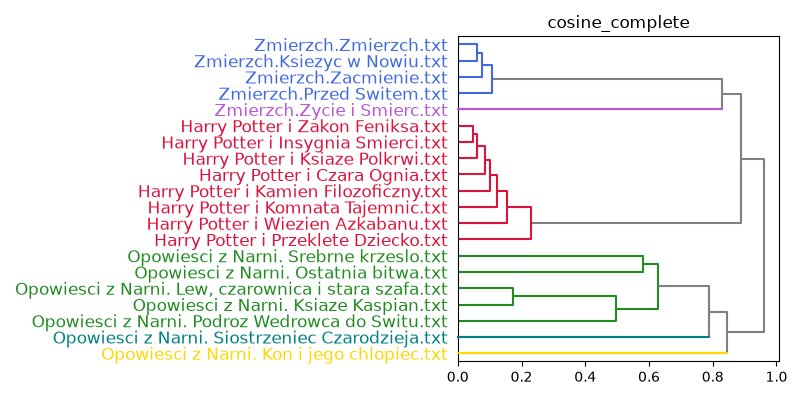 cosine_complete
Zmierzch.Zmierzch.txt
Zmierzch.Ksiezyc w Nowiu.txt
Zmierzch.Zacmienie.txt
Zmierzch.Przed Switem.txt
Zmierzch.Zycie i Smierc.txt
Harry Potter i Zakon Feniksa.txt
Harry Potter i Insygnia Smierci.txt
Harry Potter i Ksiaze Polkrwi.txt
Harry Potter i Czara Ognia.txt
Harry Potter i Kamien Filozoficzny.txt
Harry Potter i Komnata Tajemnic.txt
Harry Potter i Wiezien Azkabanu.txt
Harry Potter i Przeklete Dziecko.txt
Opowiesci z Narni. Srebrne krzeslo.txt
Opowiesci z Narni. Ostatnia bitwa.txt
Opowiesci z Narni. Lew, czarownica i stara szafa.txt
Opowiesci z Narni. Ksiaze Kaspian.txt
Opowiesci z Narni. Podroz Wedrowca do Switu.txt
Opowiesci z Narni. Siostrzeniec Czarodzieja.txt
Opowiesci z Narni. Kon i jego chlopiec.txt
0.0 0.2 0.4 0.6 0.8 1.0